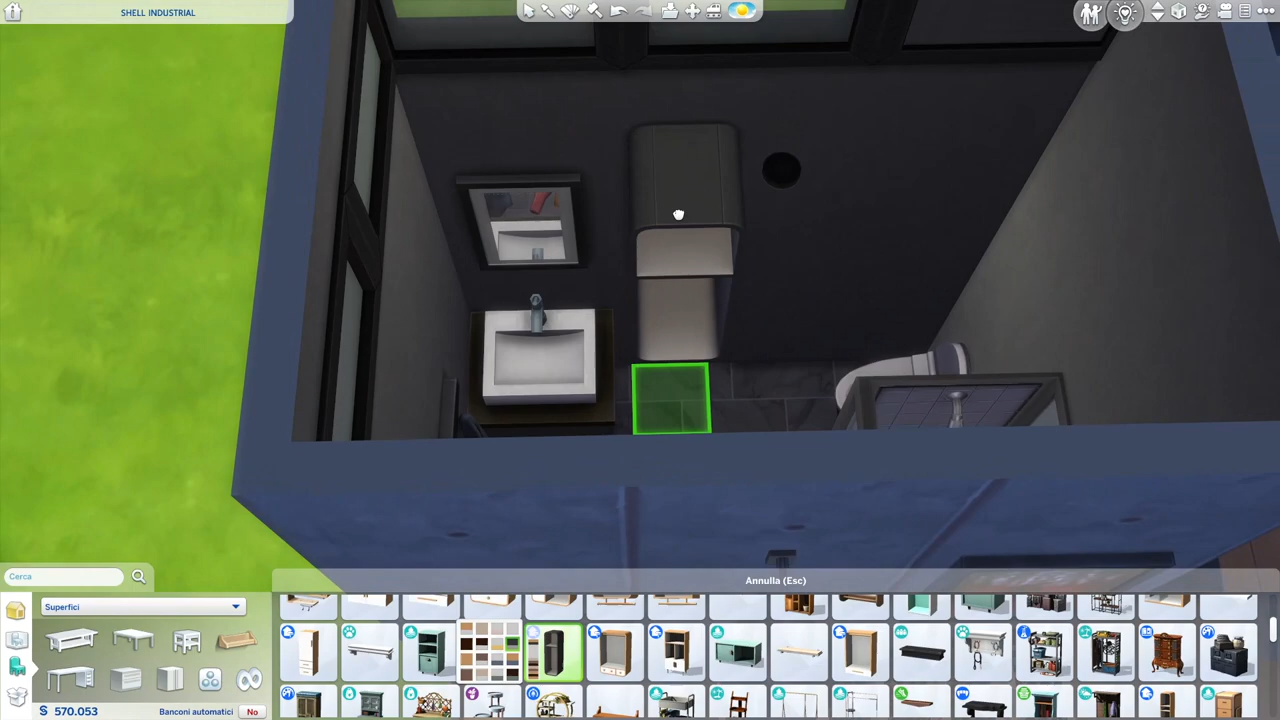 SHELL INDUSTRIAL
Annulla (Esc)
Cerca
Superfici
$ 570.053
Banconi automatici
No